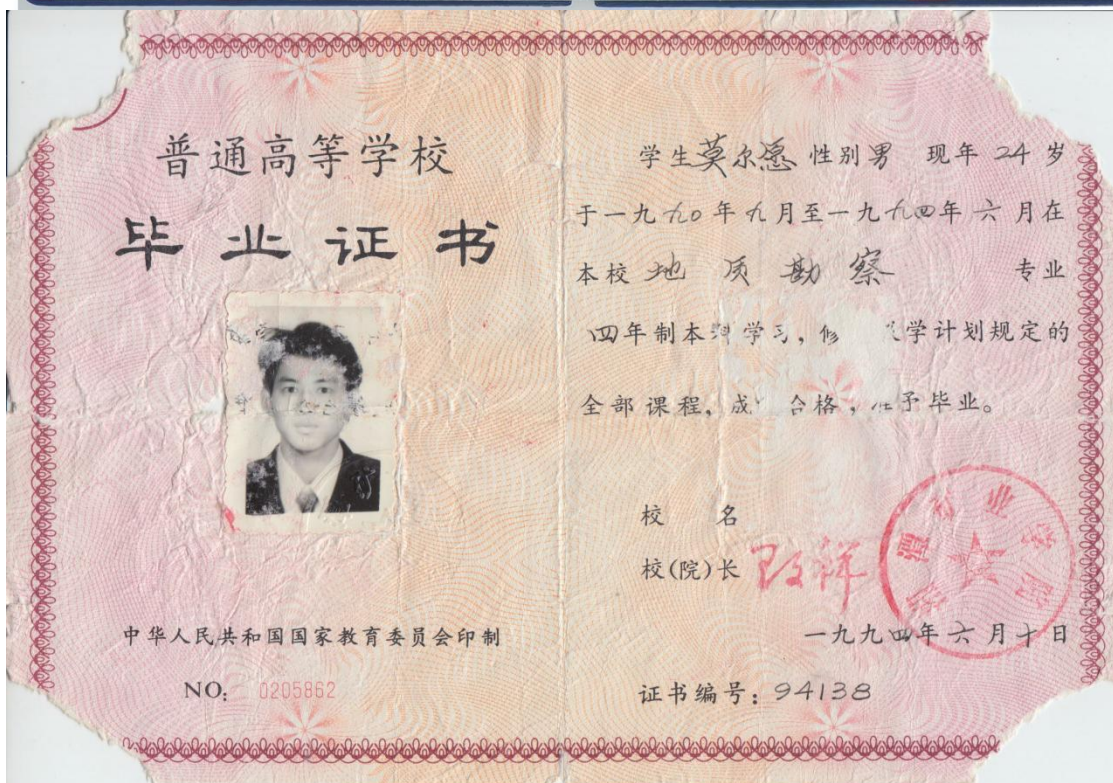 普通高等学校
毕业证书
中华人民共和国国家教育委员会印制
NO: 0205862
学生莫尔 性别男 现年24岁
于一九九〇年九月至一九九四年六月在
本校 地质勘察 专业
四年制本科学习,修 学计划规定的
全部课程,成 合格,准予毕业。
校 名
校(院)长
一九九四年六月十日
证书编号:94138